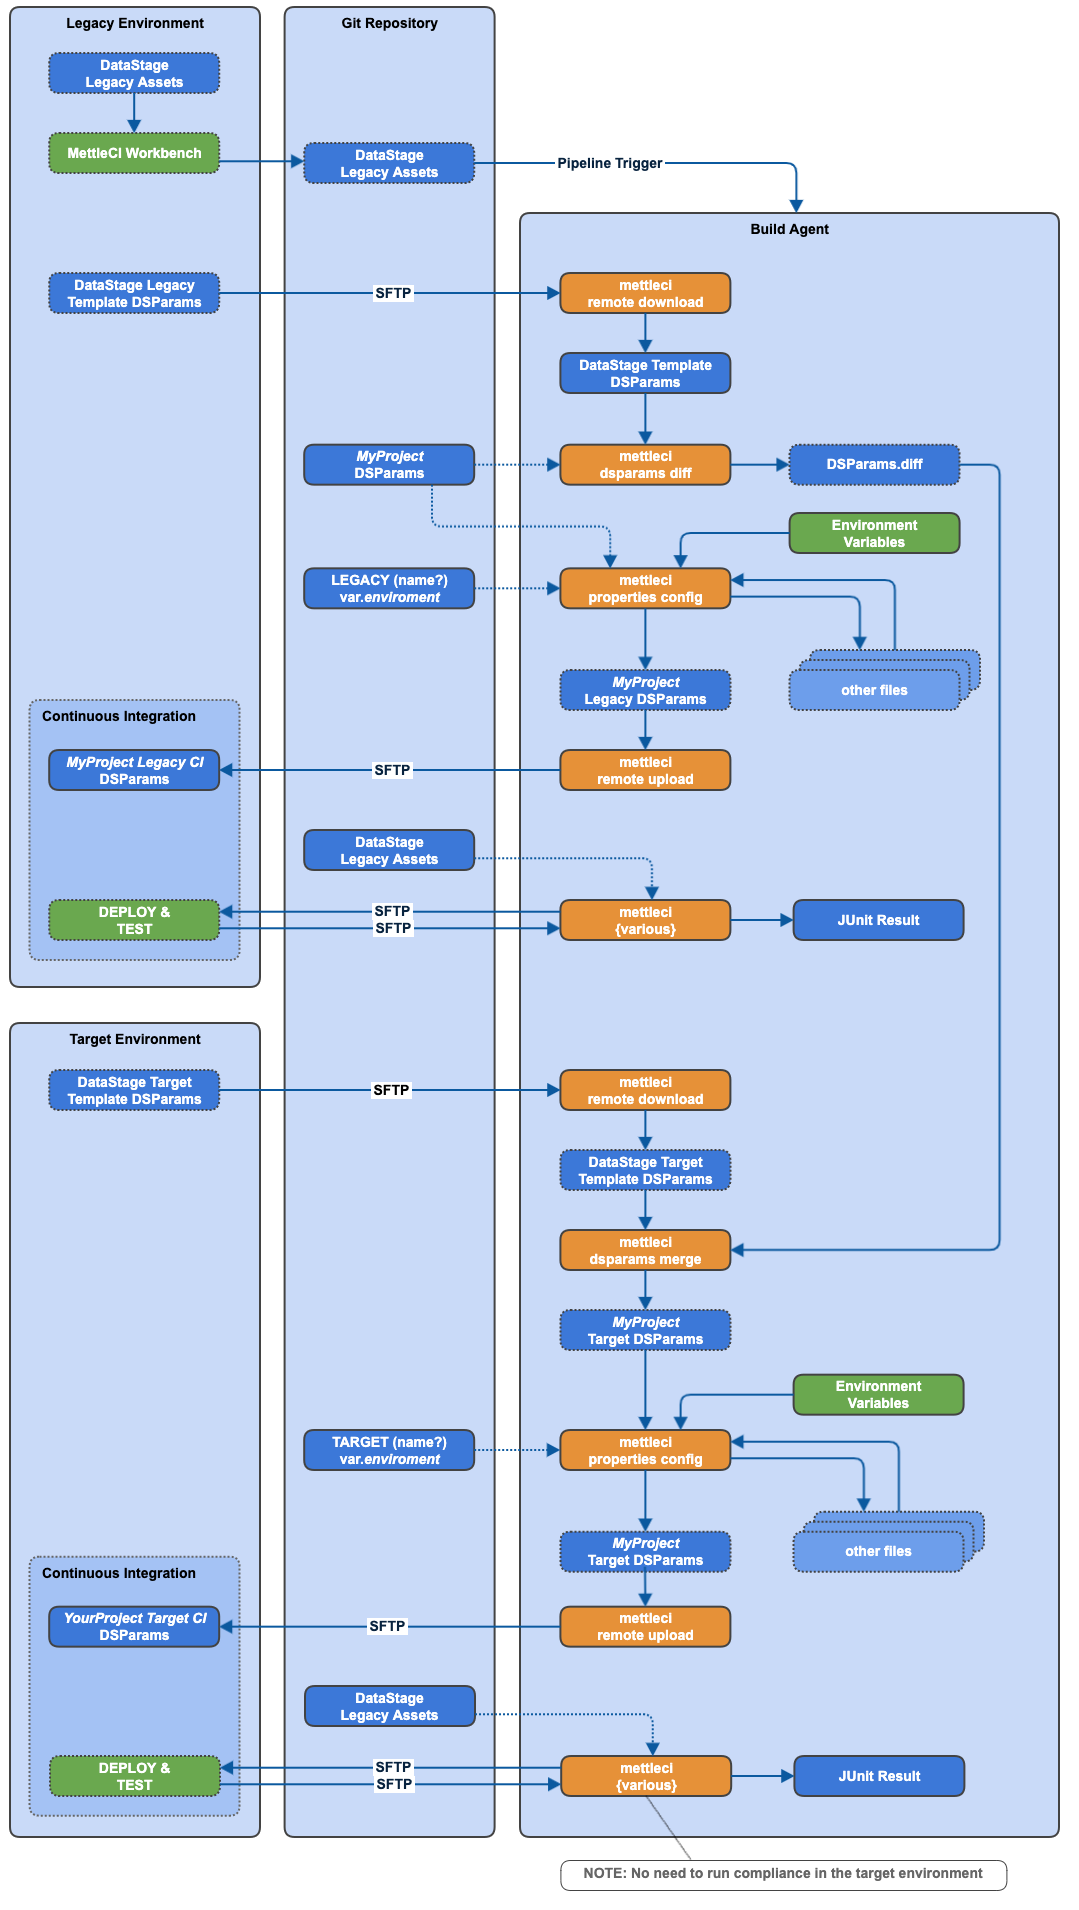 Legacy Environment
Git Repository
DataStage
Legacy Assets
MettleCI Workbench
DataStage
Legacy Assets
Pipeline Trigger
Build Agent
DataStage Legacy
Template DSParams
SFTP
mettleci
remote download
DataStage Template
DSParams
MyProject
DSParams
mettleci
dsparams diff
DSParams.diff
Environment
Variables
LEGACY (name?)
var.enviroment
mettleci
properties config
MyProject
Legacy DSParams
other files
Continuous Integration
MyProject Legacy CI
DSParams
SFTP
mettleci
remote upload
DataStage
Legacy Assets
DEPLOY &
TEST
SFTP
SFTP
mettleci
{various}
JUnit Result
Target Environment
DataStage Target
Template DSParams
SFTP
mettleci
remote download
DataStage Target
Template DSParams
mettleci
dsparams merge
MyProject
Target DSParams
Environment
Variables
TARGET (name?)
var.enviroment
mettleci
properties config
MyProject
Target DSParams
other files
Continuous Integration
YourProject Target CI
DSParams
SFTP
mettleci
remote upload
DataStage
Legacy Assets
DEPLOY &
TEST
SFTP
SFTP
mettleci
{various}
JUnit Result
NOTE: No need to run compliance in the target environment